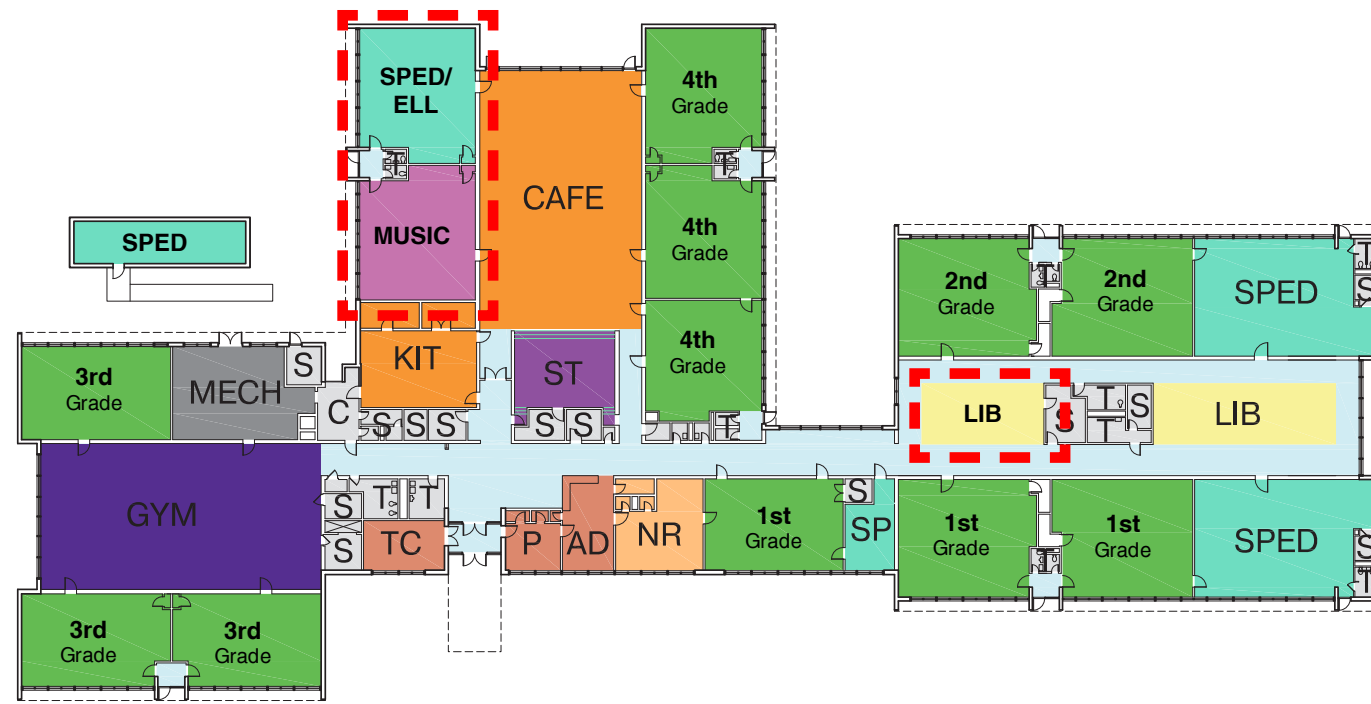 SPED/
ELL
4th
Grade
T
T
MUSIC
CAFE
4th
Grade
SPED
2nd
Grade
T
2nd
Grade
SPED
T
S
KIT
ST
4th
Grade
3rd
Grade
MECH
S
C
S
S
S
S
S
T
LIB
S
T
T
S
LIB
GYM
S
S
T
T
TC
P
AD
NR
1st
Grade
S
SP
1st
Grade
1st
Grade
SPED
S
T
3rd
Grade
3rd
Grade